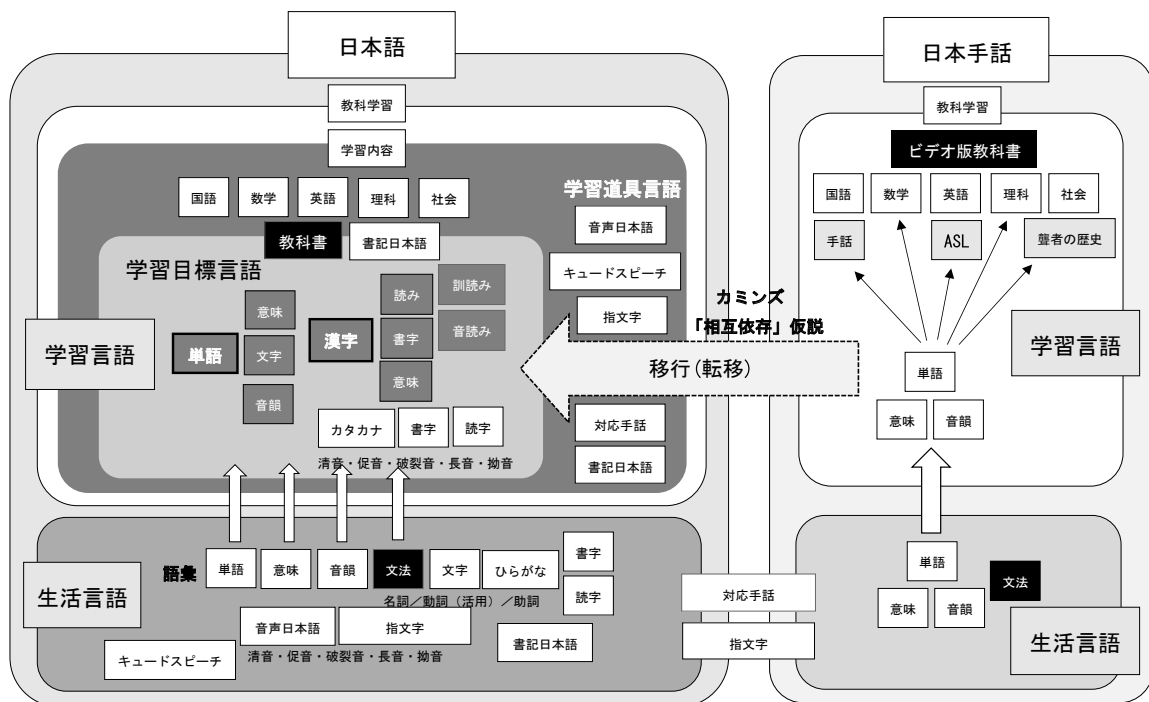 日本語
教科学習
学習内容
国語
数学
英語
理科
社会
教科書
書記日本語
学習道具言語
音声日本語
キュードスピーチ
指文字
対応手話
書記日本語
学習目標言語
学習言語
単語
意味
文字
音韻
漢字
読み
書字
意味
訓読み
音読み
カタカナ
書字
読字
清音・促音・破裂音・長音・拗音
カミンズ
「相互依存」仮説
移行(転移)
生活言語
語彙
単語
意味
音韻
文法
文字
ひらがな
書字
読字
名詞／動詞（活用）／助詞
音声日本語
指文字
清音・促音・破裂音・長音・拗音
キュードスピーチ
書記日本語
対応手話
指文字
日本手話
教科学習
ビデオ版教科書
国語
数学
英語
理科
社会
手話
ASL
聾者の歴史
学習言語
単語
意味
音韻
単語
意味
音韻
文法
生活言語